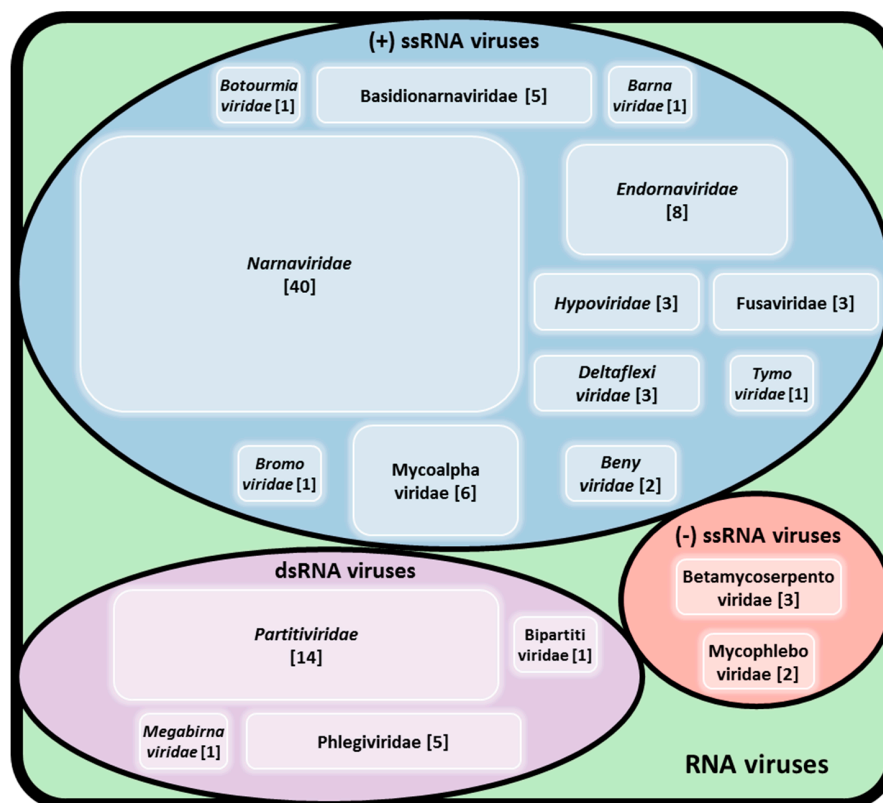 (+) ssRNA viruses
Botourmia
viridae [1]
Basidionarnaviridae [5]
Barna
viridae [1]
Narnaviridae
[40]
Endornaviridae
[8]
Hypoviridae [3]
Fusaviridae [3]
Deltaflexi
viridae [3]
Tymo
viridae [1]
Bromo
viridae [1]
Mycoalpha
viridae [6]
Beny
viridae [2]
(-) ssRNA viruses
Betamycoserpento
viridae [3]
Mycophlebo
viridae [2]
dsRNA viruses
Partitiviridae
[14]
Bipartiti
viridae [1]
Megabirna
viridae [1]
Phlegiviridae [5]
RNA viruses